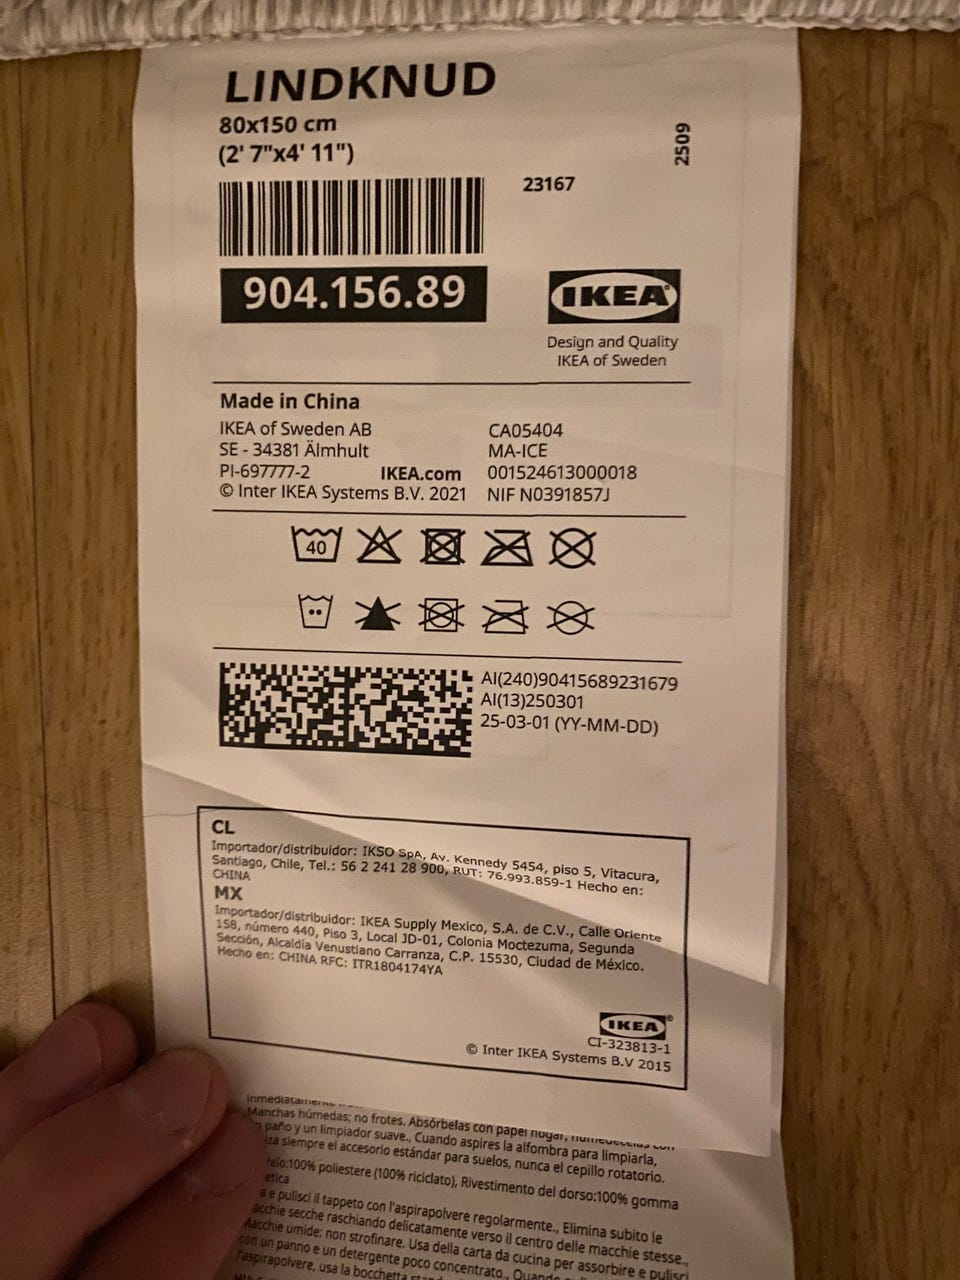 LINDKNUD
80x150 cm
(2' 7"x4' 11")
2509
23167
904.156.89
IKEA
Design and Quality
IKEA of Sweden
Made in China
IKEA of Sweden AB
SE - 34381 Älmhult
PI-697777-2 IKEA.com
© Inter IKEA Systems B.V. 2021
CA05404
MA-ICE
001524613000018
NIF N0391857J
40
AI(240)90415689231679
AI(13)250301
25-03-01 (YY-MM-DD)
CL
Importador/distribuidor: IKSO SpA, Av. Kennedy 5454, piso 5, Vitacura,
Santiago, Chile, Tel.: 56 2 241 28 900, RUT: 76.993.859-1 Hecho en:
CHINA
MX
Importador/distribuidor: IKEA Supply Mexico, S.A. de C.V., Calle Oriente
158, número 440, Piso 3, Local JD-01, Colonia Moctezuma, Segunda
Sección, Alcaldía Venustiano Carranza, C.P. 15530, Ciudad de México.
Hecho en: CHINA RFC: ITR1804174YA
IKEA
CI-323813-1
© Inter IKEA Systems B.V 2015
Manchas húmedas; no frotes. Absórbelas con papel hogar,
paño y un limpiador suave., Cuando aspires la alfombra para limpiarla,
siempre el accesorio estándar para suelos, nunca el cepillo rotatorio.
100% poliestere (100% riciclato), Rivestimento del dorso:100% gomma
e pulisci il tappeto con l'aspirapolvere regolarmente., Elimina subito le
secche raschiando delicatamente verso il centro delle macchie stesse.,
Macchie umide: non strofinare. Usa della carta da cucina per assorbire e pulisci
con un panno e un detergente poco concentrato.,
l'aspirapolvere, usa la bocchetta